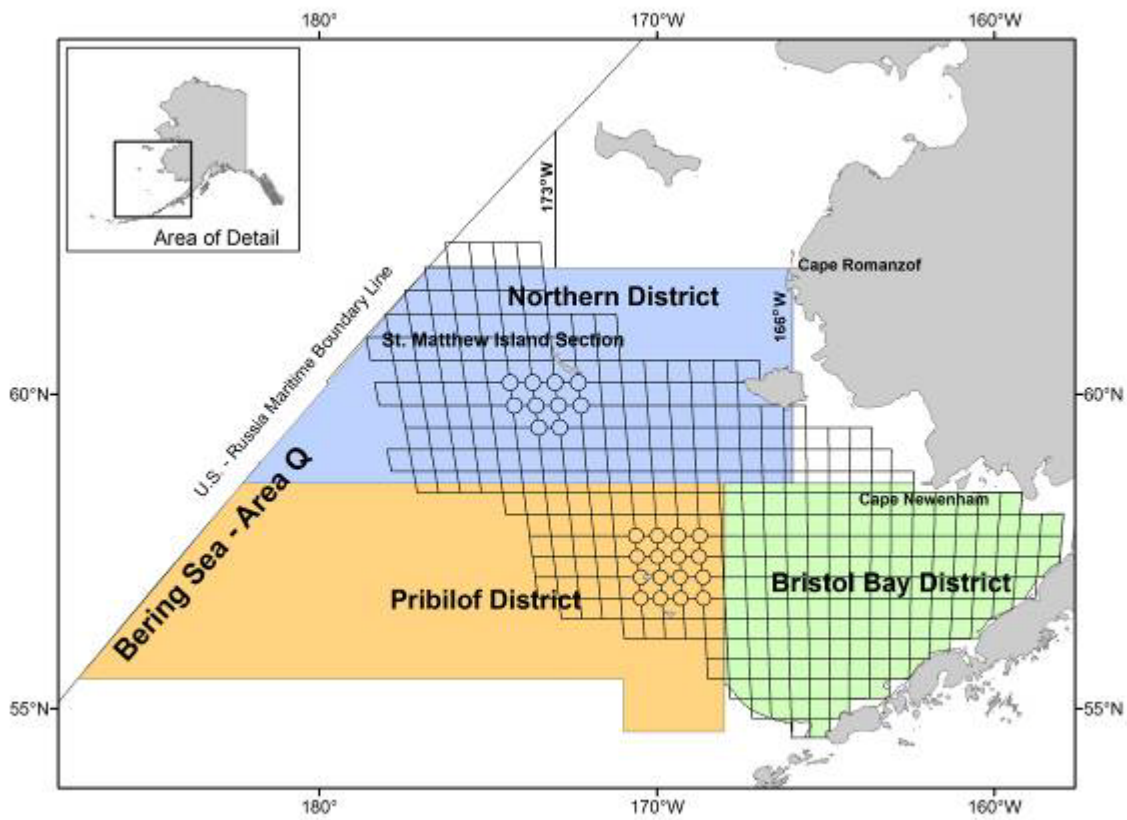 180°
170°W
160°W
Area of Detail
173°W
Cape Romanzof
Northern District
166°W
St. Matthew Island Section
U.S. - Russia Maritime Boundary Line
60°N
60°N
Bering Sea - Area Q
Cape Newenham
Pribilof District
Bristol Bay District
55°N
55°N
180°
170°W
160°W